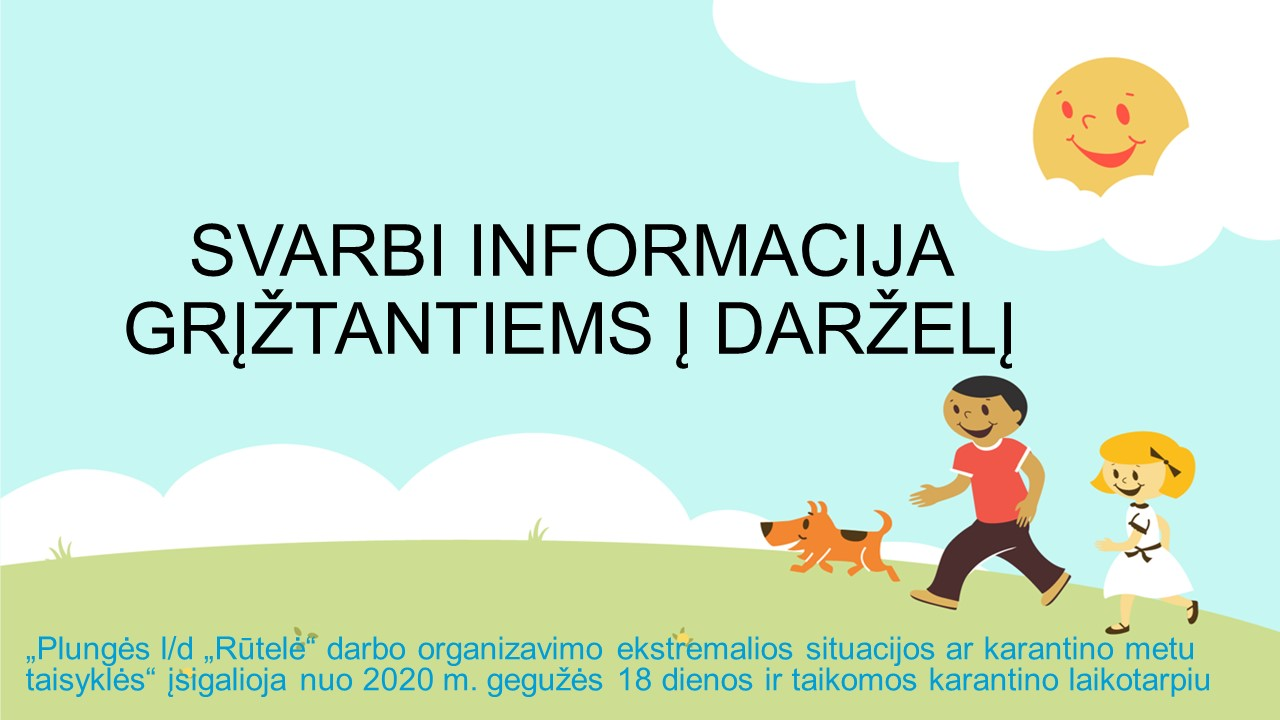 SVARBI INFORMACIJA
GRĮŽTANTIEMS Į DARŽELĮ
„Plungės l/d „Rūtelė“ darbo organizavimo ekstremalios situacijos ar karantino metu
taisyklės“ įsigalioja nuo 2020 m. gegužės 18 dienos ir taikomos karantino laikotarpiu